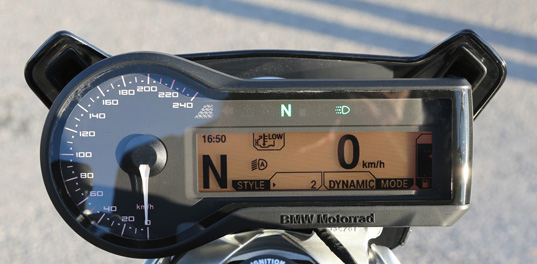 200
180 220
160 240
140
120
100
80
60
40
20
0
km/h
N
16:50
LOW
0 km/h
N
A
STYLE 2 DYNAMIC MODE
BMW Motorrad
IGNITION